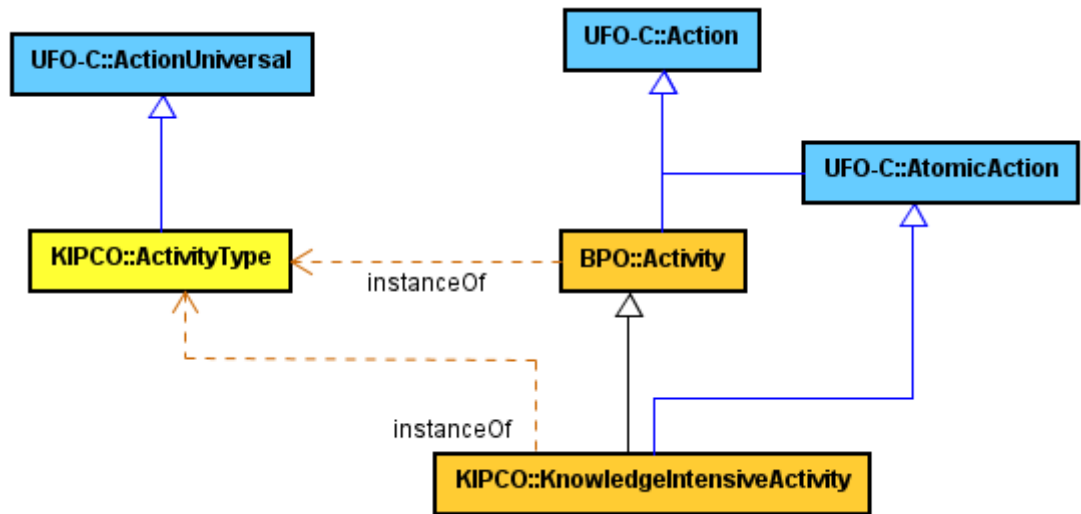 UFO-C::ActionUniversal
UFO-C::Action
UFO-C::AtomicAction
KIPCO::ActivityType
instanceOf
BPO::Activity
instanceOf
KIPCO::KnowledgeIntensiveActivity